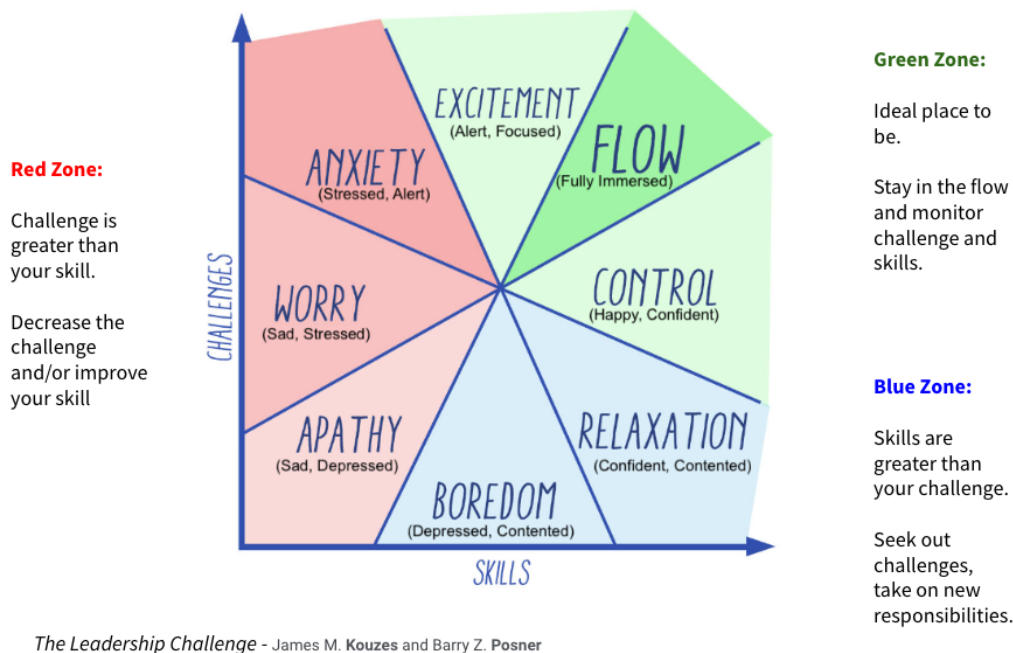 Red Zone:
Challenge is
greater than
your skill.
Decrease the
challenge
and/or improve
your skill
CHALLENGES
SKILLS
ANXIETY
(Stressed, Alert)
EXCITEMENT
(Alert, Focused)
FLOW
(Fully Immersed)
WORRY
(Sad, Stressed)
CONTROL
(Happy, Confident)
APATHY
(Sad, Depressed)
BOREDOM
(Depressed, Contented)
RELAXATION
(Confident, Contented)
Green Zone:
Ideal place to
be.
Stay in the flow
and monitor
challenge and
skills.
Blue Zone:
Skills are
greater than
your challenge.
Seek out
challenges,
take on new
responsibilities.
The Leadership Challenge - James M. Kouzes and Barry Z. Posner